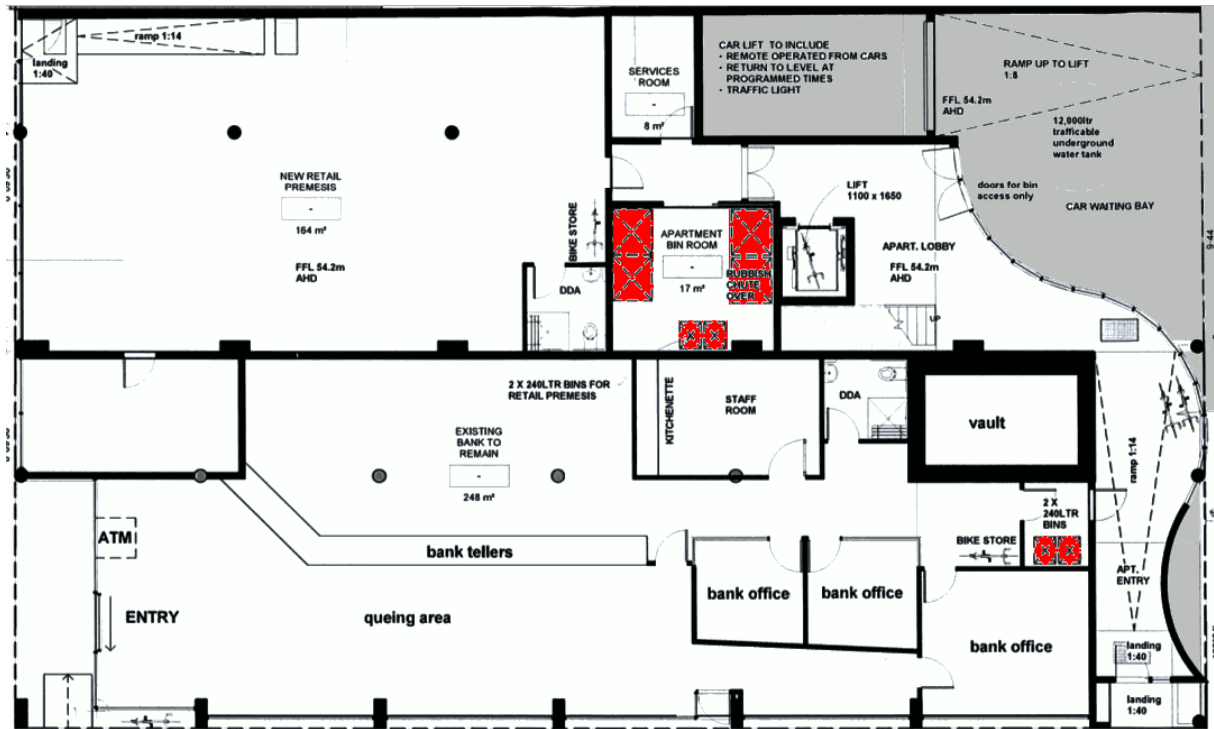 ramp 1:14
landing
1:40
SERVICES
ROOM
8 m²
CAR LIFT TO INCLUDE
• REMOTE OPERATED FROM CARS
• RETURN TO LEVEL AT
PROGRAMMED TIMES
• TRAFFIC LIGHT
RAMP UP TO LIFT
1:8
FFL 54.2m
AHD
12,000ltr
trafficable
underground
water tank
doors for bin
access only
CAR WAITING BAY
9·44
NEW RETAIL
PREMESIS
164 m²
FFL 54.2m
AHD
BIKE STORE
DDA
APARTMENT
BIN ROOM
17 m²
RUBBISH
CHUTE
OVER
LIFT
1100 x 1650
APART. LOBBY
FFL 54.2m
AHD
UP
2 X 240LTR BINS FOR
RETAIL PREMESIS
KITCHENETTE
STAFF
ROOM
DDA
vault
ramp 1:14
EXISTING
BANK TO
REMAIN
248 m²
ATM
bank tellers
2 X
240LTR
BINS
BIKE STORE
APT.
ENTRY
ENTRY
queing area
bank office
bank office
bank office
landing
1:40
landing
1:40